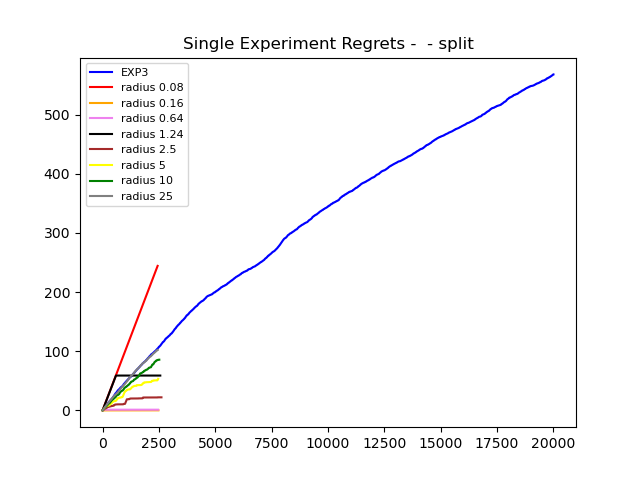 Single Experiment Regrets -  - split
EXP3
radius 0.08
radius 0.16
radius 0.64
radius 1.24
radius 2.5
radius 5
radius 10
radius 25
500
400
300
200
100
0
0 2500 5000 7500 10000 12500 15000 17500 20000